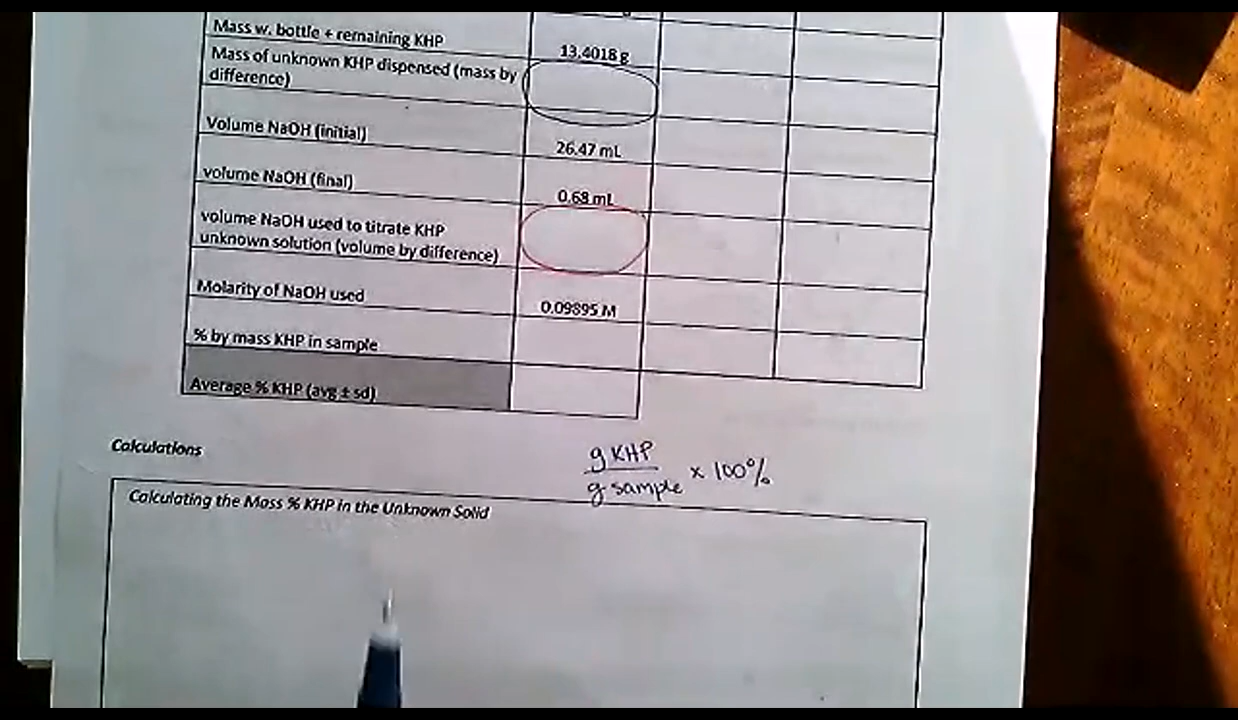 Mass w. bottle + remaining KHP
13.4018 g
Mass of unknown KHP dispensed (mass by
difference)
Volume NaOH (initial)
26.47 mL
volume NaOH (final)
0.68 mL
volume NaOH used to titrate KHP
unknown solution (volume by difference)
Molarity of NaOH used
0.09895 M
% by mass KHP in sample
Average % KHP (avg ± sd)
Calculations
g KHP
g sample x 100%
Calculating the Mass % KHP in the Unknown Solid